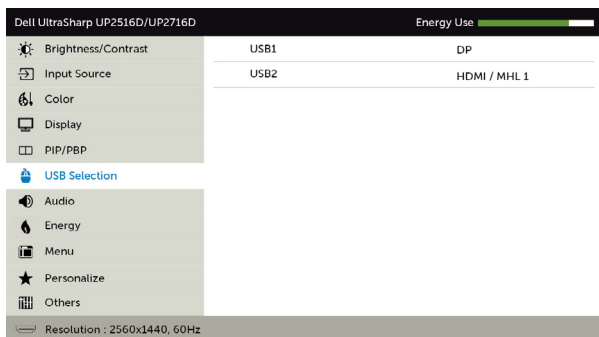 Dell UltraSharp UP2516D/UP2716D Energy Use
Brightness/Contrast USB1 DP
Input Source USB2 HDMI / MHL 1
Color
Display
PIP/PBP
USB Selection
Audio
Energy
Menu
Personalize
Others
Resolution : 2560x1440, 60Hz